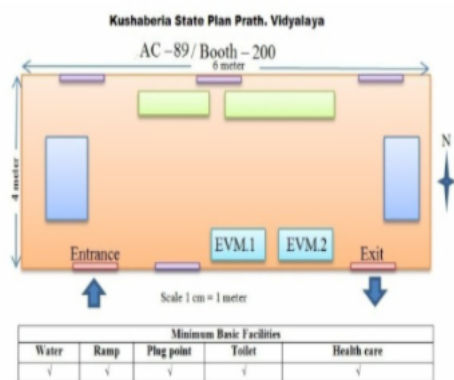 Kushaberia State Plan Prath. Vidyalaya
AC –89/ Booth –200
6 meter
4 meter
N
Entrance
EVM.1
EVM.2
Exit
Scale 1 cm = 1 meter
Minimum Basic Facilities
Water Ramp Plug point Toilet Health care
√ √ √ √ √